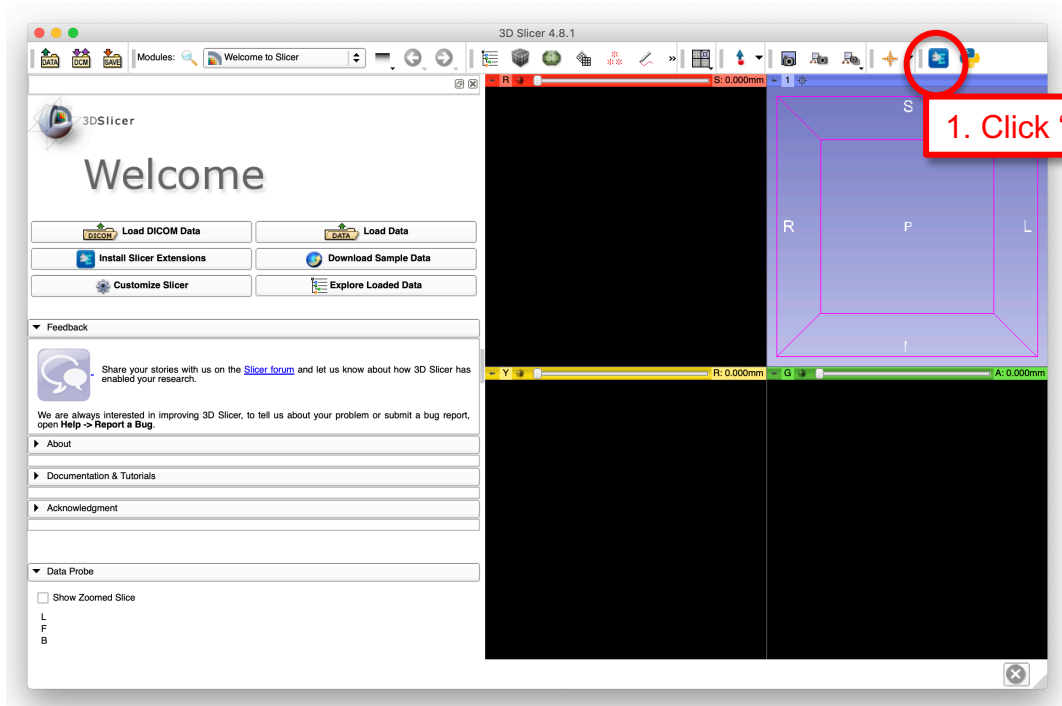 3D Slicer 4.8.1
DATA DCM SAVE Modules: Welcome to Slicer »
R S: 0.000mm 1
S
1. Click "
3DSlicer
Welcome
R P L
DICOM Load DICOM Data DATA Load Data
Install Slicer Extensions Download Sample Data
Customize Slicer Explore Loaded Data
Feedback
Share your stories with us on the Slicer forum and let us know about how 3D Slicer has
enabled your research.
I
Y R: 0.000mm G A: 0.000mm
We are always interested in improving 3D Slicer, to tell us about your problem or submit a bug report,
open Help -> Report a Bug.
About
Documentation & Tutorials
Acknowledgment
Data Probe
Show Zoomed Slice
L
F
B